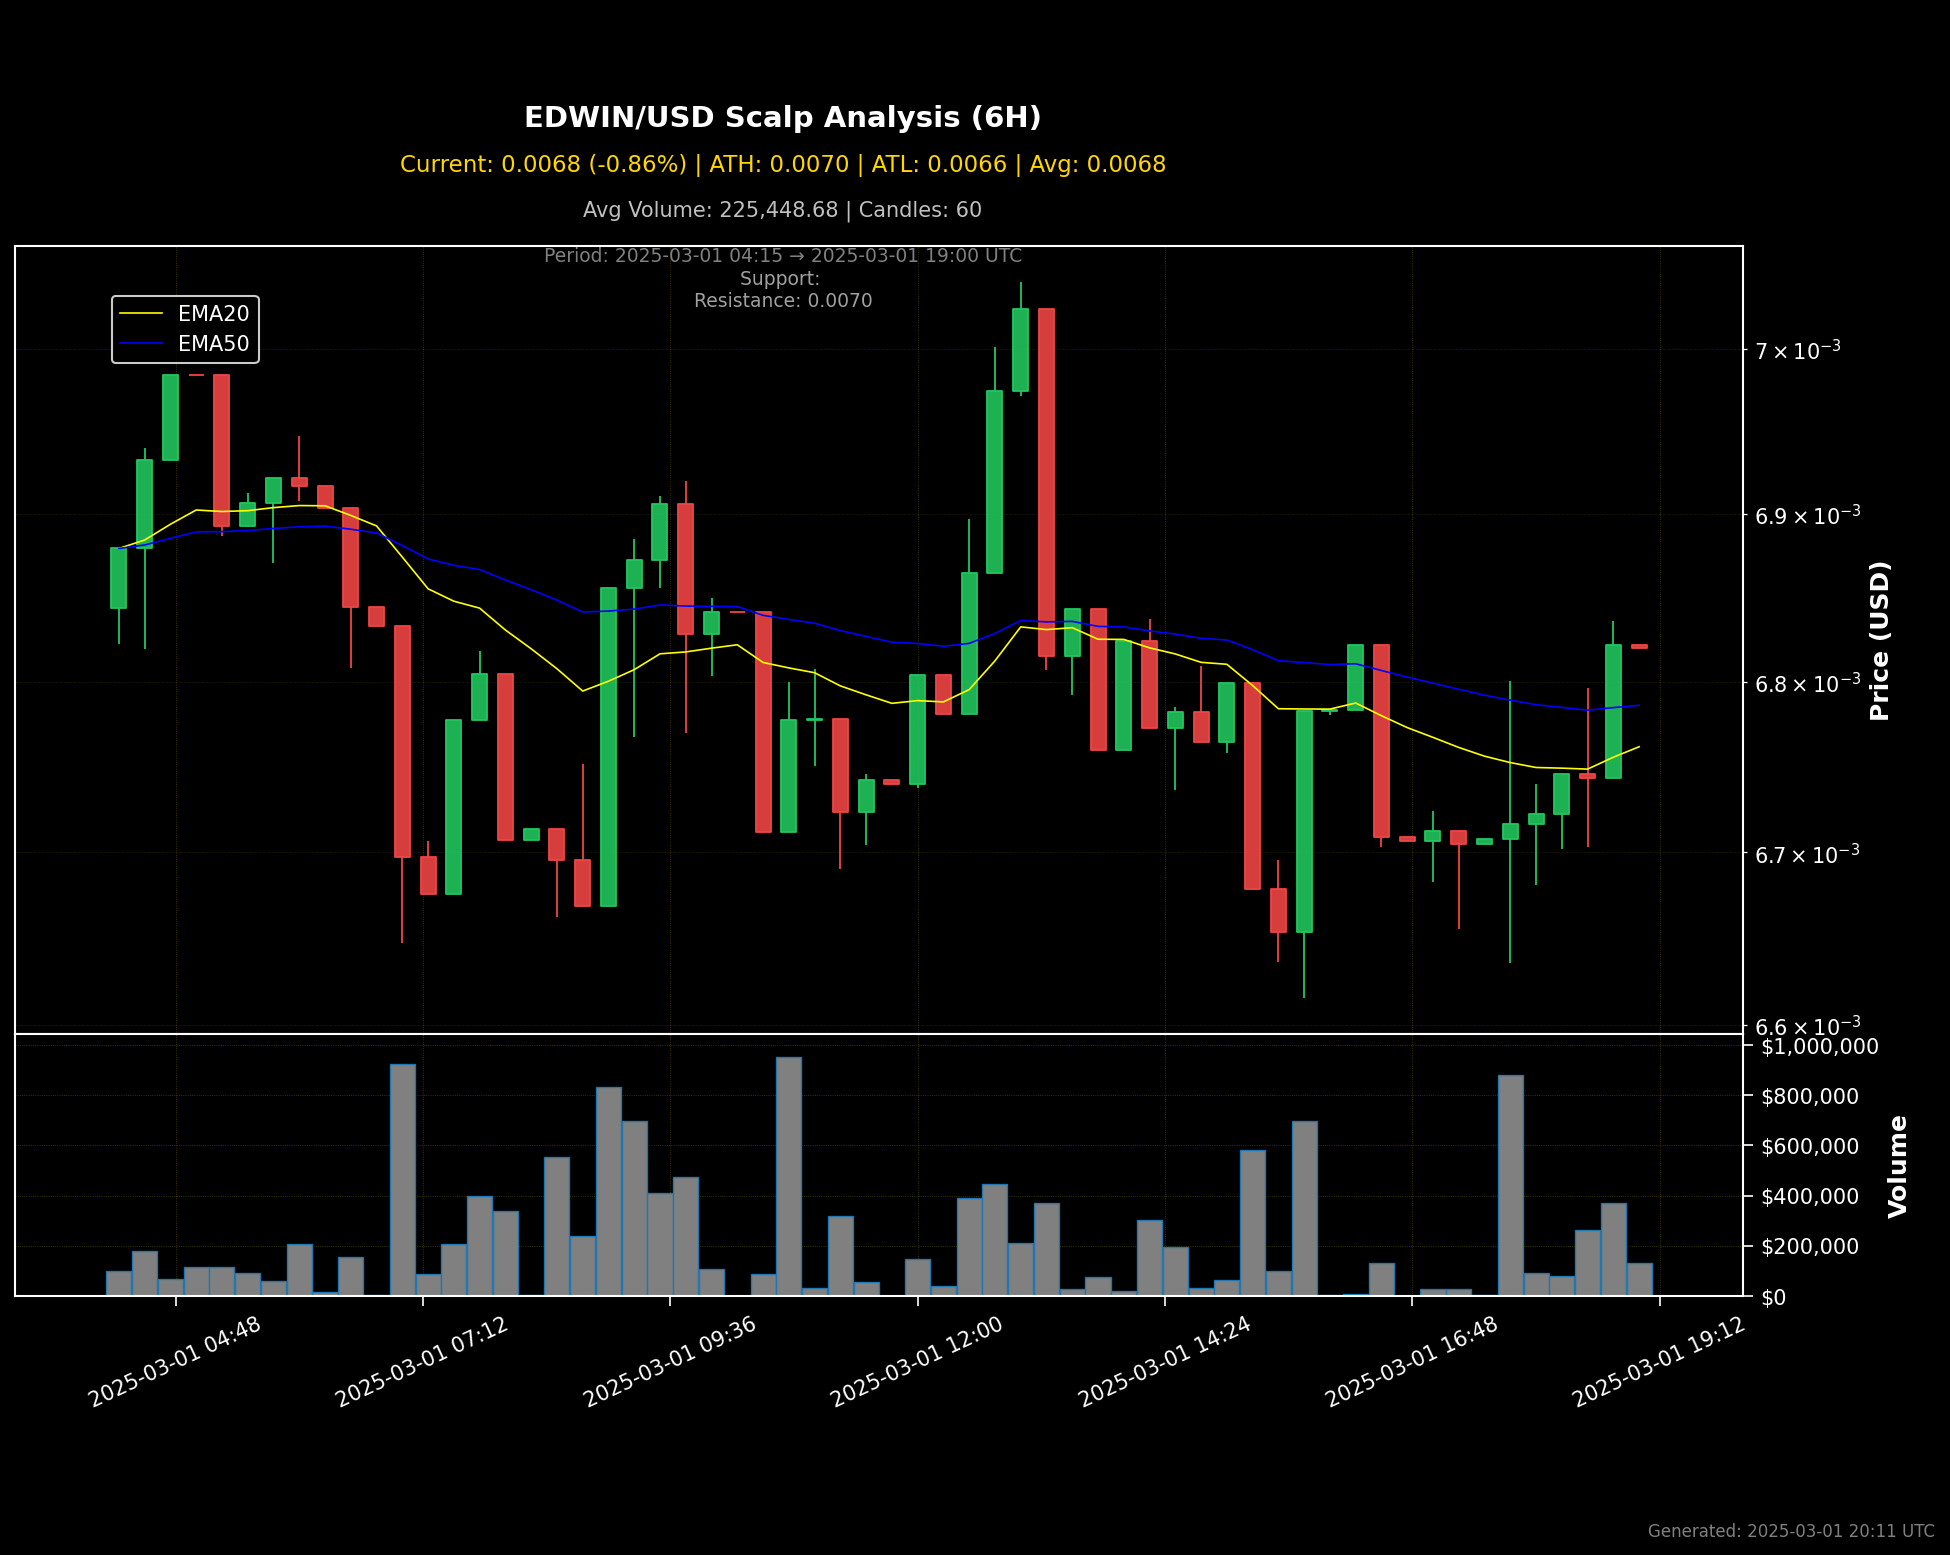 EDWIN/USD Scalp Analysis (6H)
Current: 0.0068 (-0.86%) | ATH: 0.0070 | ATL: 0.0066 | Avg: 0.0068
Avg Volume: 225,448.68 | Candles: 60
Period: 2025-03-01 04:15 → 2025-03-01 19:00 UTC
Support:
Resistance: 0.0070
EMA20
EMA50
7 × 10⁻³
6.9 × 10⁻³
6.8 × 10⁻³
6.7 × 10⁻³
6.6 × 10⁻³
Price (USD)
$1,000,000
$800,000
$600,000
$400,000
$200,000
$0
Volume
2025-03-01 04:48
2025-03-01 07:12
2025-03-01 09:36
2025-03-01 12:00
2025-03-01 14:24
2025-03-01 16:48
2025-03-01 19:12
Generated: 2025-03-01 20:11 UTC